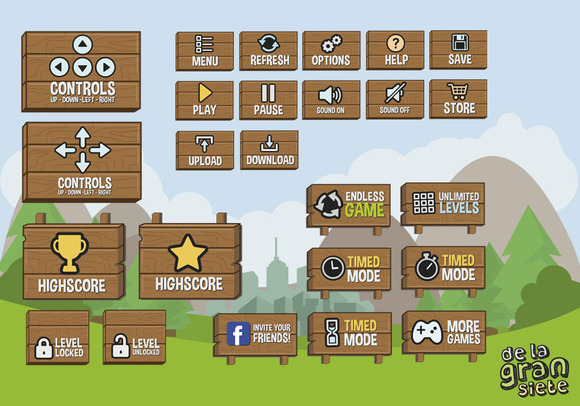 MENU
REFRESH
OPTIONS
HELP
SAVE
CONTROLS
UP - DOWN - LEFT - RIGHT
PLAY
PAUSE
SOUND ON
SOUND OFF
STORE
UPLOAD
DOWNLOAD
CONTROLS
UP - DOWN - LEFT - RIGHT
ENDLESS
GAME
UNLIMITED
LEVELS
HIGHSCORE
HIGHSCORE
TIMED
MODE
TIMED
MODE
LEVEL
LOCKED
LEVEL
UNLOCKED
f
INVITE YOUR
FRIENDS!
TIMED
MODE
MORE
GAMES
de la
gran
siete